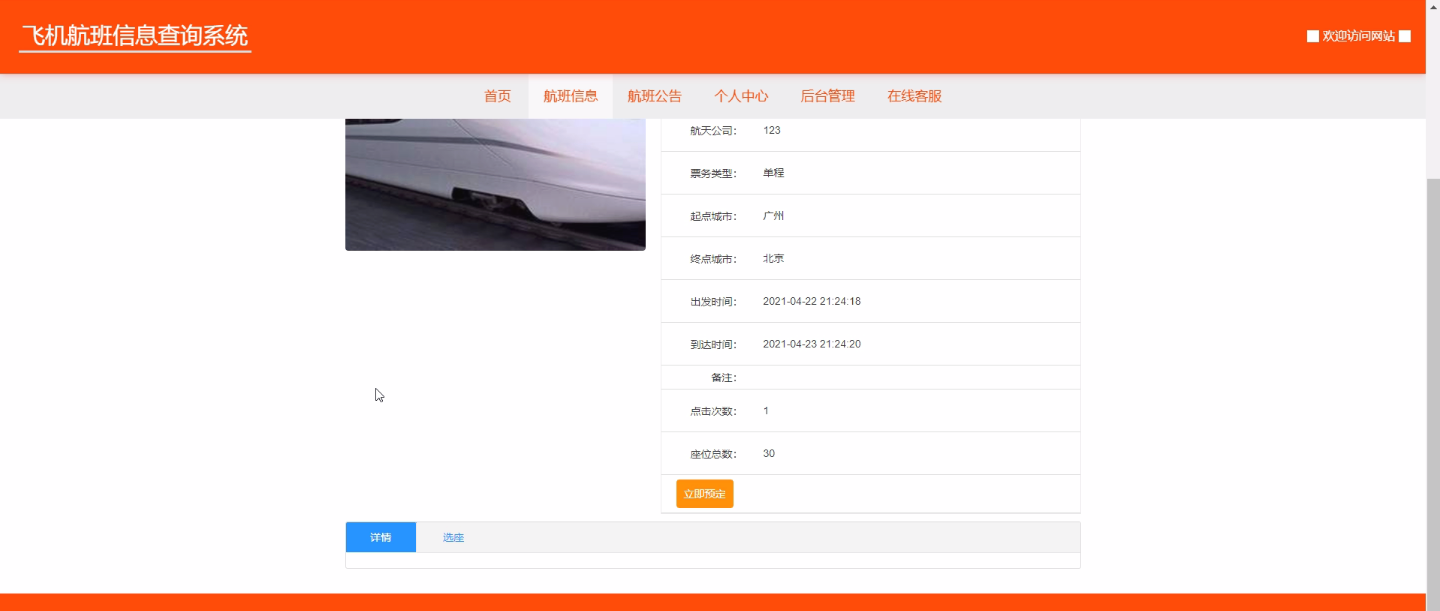 飞机航班信息查询系统
欢迎访问网站
首页 航班信息 航班公告 个人中心 后台管理 在线客服
航天公司： 123
票务类型： 单程
起点城市： 广州
终点城市： 北京
出发时间： 2021-04-22 21:24:18
到达时间： 2021-04-23 21:24:20
备注：
点击次数： 1
座位总数： 30
立即预定
详情 选座